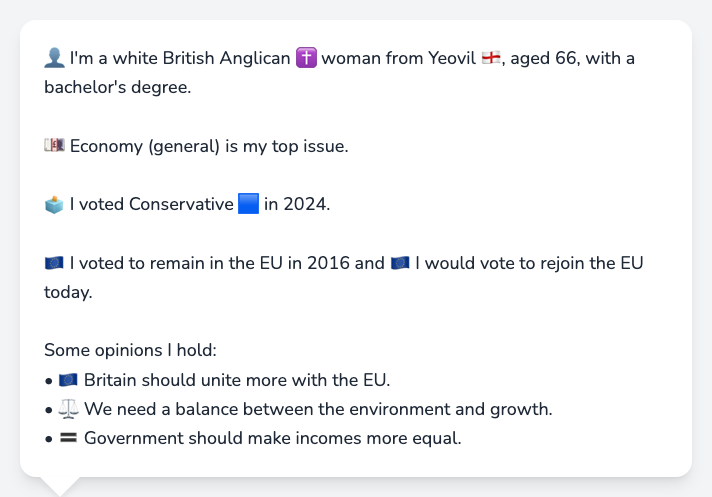 👤 I'm a white British Anglican ✝️ woman from Yeovil 🏴󠁧󠁢󠁥󠁮󠁧󠁿, aged 66, with a
bachelor's degree.
💷 Economy (general) is my top issue.
🗳️ I voted Conservative 🟦 in 2024.
🇪🇺 I voted to remain in the EU in 2016 and 🇪🇺 I would vote to rejoin the EU
today.
Some opinions I hold:
• 🇪🇺 Britain should unite more with the EU.
• ⚖️ We need a balance between the environment and growth.
• 🟰 Government should make incomes more equal.